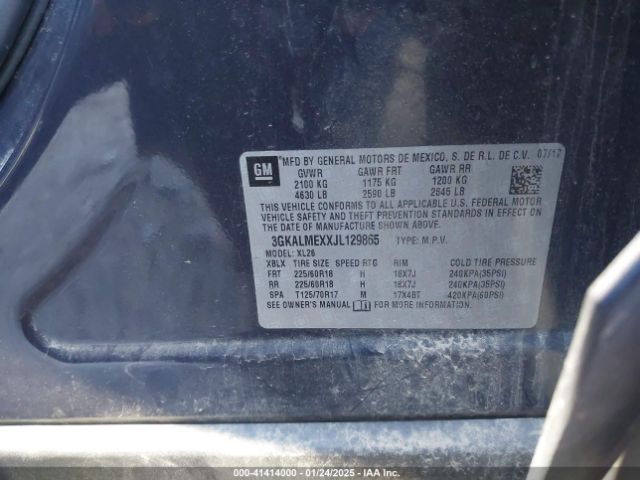 GM
MFD BY GENERAL MOTORS DE MEXICO, S. DE R.L. DE C.V. 07/17
GVWR GAWR FRT GAWR RR
2100 KG 1175 KG 1200 KG
4630 LB 2590 LB 2645 LB
THIS VEHICLE CONFORMS TO ALL APPLICABLE U.S. FEDERAL MOTOR
VEHICLE SAFETY AND THEFT PREVENTION STANDARDS IN EFFECT
ON THE DATE OF MANUFACTURE SHOWN ABOVE.
3GKALMEXXJL129865 TYPE: M.P.V.
MODEL: XL26
XBLX TIRE SIZE SPEED RTG RIM COLD TIRE PRESSURE
FRT 225/60R18 H 18X7J 240KPA(35PSI)
RR 225/60R18 H 18X7J 240KPA(35PSI)
SPA T125/70R17 M 17X4BT 420KPA(60PSI)
SEE OWNER'S MANUAL FOR ADDITIONAL INFORMATION.
000-41414000 - 01/24/2025 - IAA Inc.